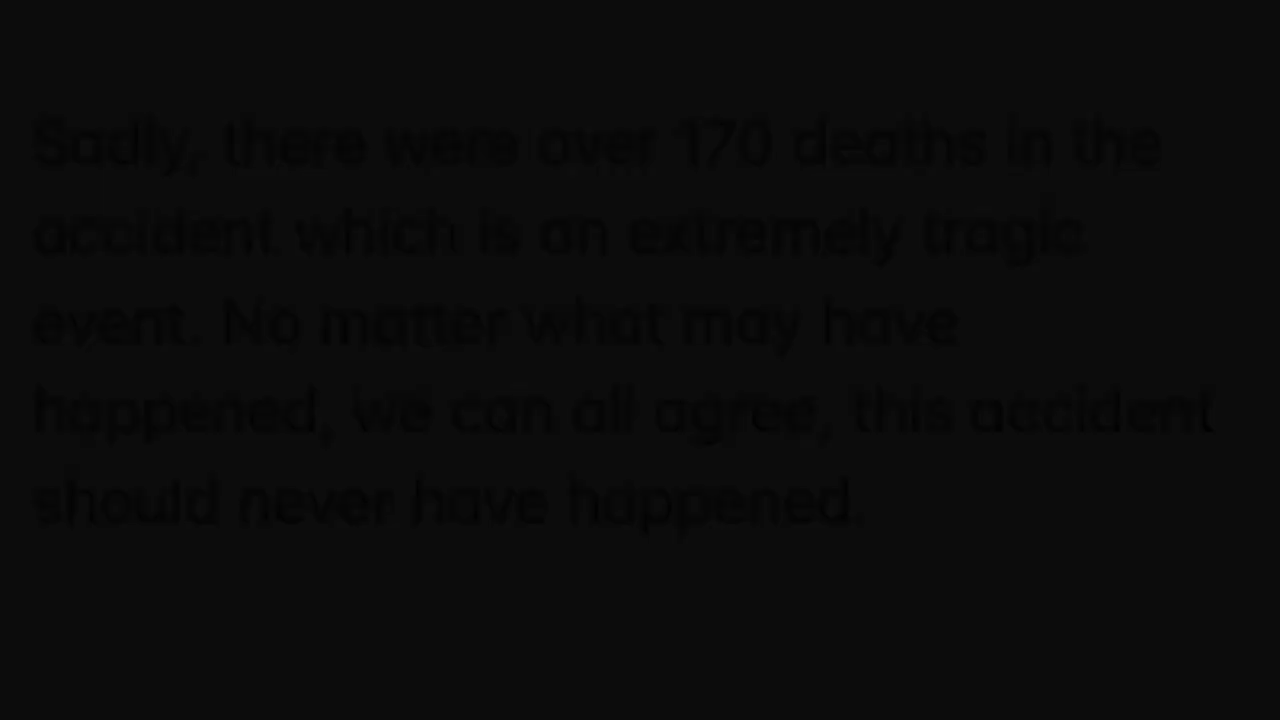 Sadly, there were over 170 deaths in the
accident which is an extremely tragic
event. No matter what may have
happened, we can all agree, this accident
should never have happened.